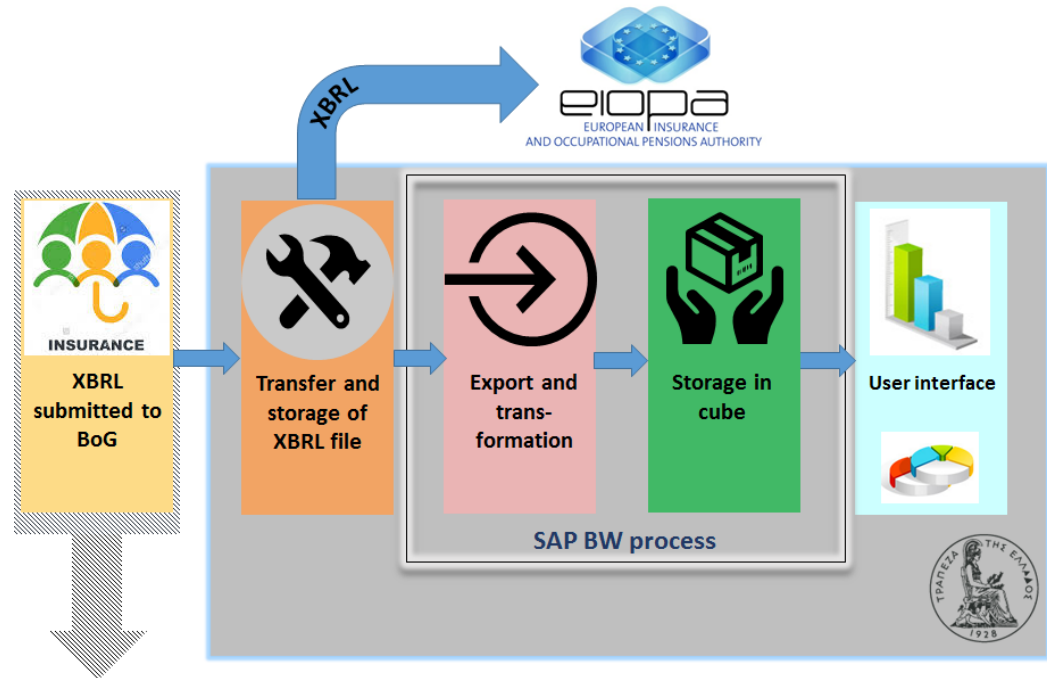 XBRL
eiopa
EUROPEAN INSURANCE
AND OCCUPATIONAL PENSIONS AUTHORITY
INSURANCE
XBRL
submitted to
BoG
Transfer and
storage of
XBRL file
Export and
trans-
formation
Storage in
cube
User interface
SAP BW process
ΤΡΑΠΕΖΑ ΤΗΣ ΕΛΛΑΔΟΣ
1928